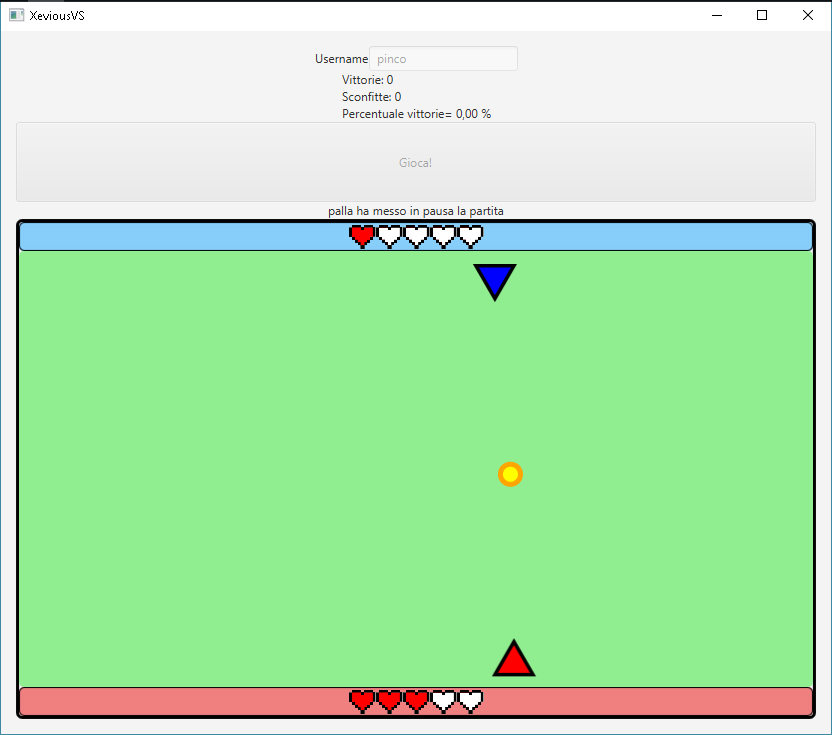 XeviousVS
Username pinco
Vittorie: 0
Sconfitte: 0
Percentuale vittorie= 0,00 %
Gioca!
palla ha messo in pausa la partita